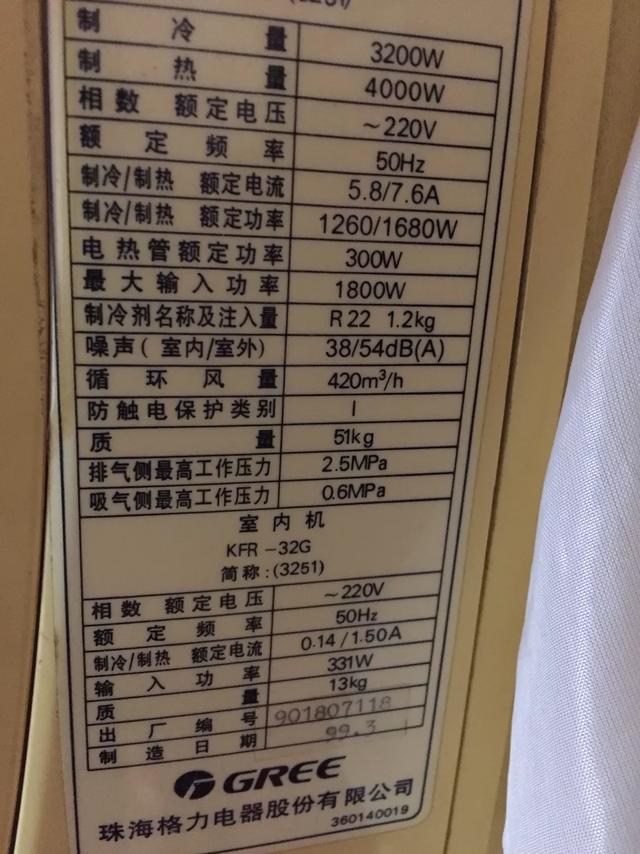 制冷量 3200W
制热量 4000W
相数 额定电压 ~220V
额定频率 50Hz
制冷/制热 额定电流 5.8/7.6A
制冷/制热 额定功率 1260/1680W
电热管额定功率 300W
最大输入功率 1800W
制冷剂名称及注入量 R22 1.2kg
噪声(室内/室外) 38/54dB(A)
循环风量 420m³/h
防触电保护类别 I
质量 51kg
排气侧最高工作压力 2.5MPa
吸气侧最高工作压力 0.6MPa
室内机
KFR-32G
简称:(3251)
相数 额定电压 ~220V
额定频率 50Hz
制冷/制热 额定电流 0.14/1.50A
输入功率 331W
质量 13kg
出厂编号 901807118
制造日期 99.3
GREE
珠海格力电器股份有限公司
360140019